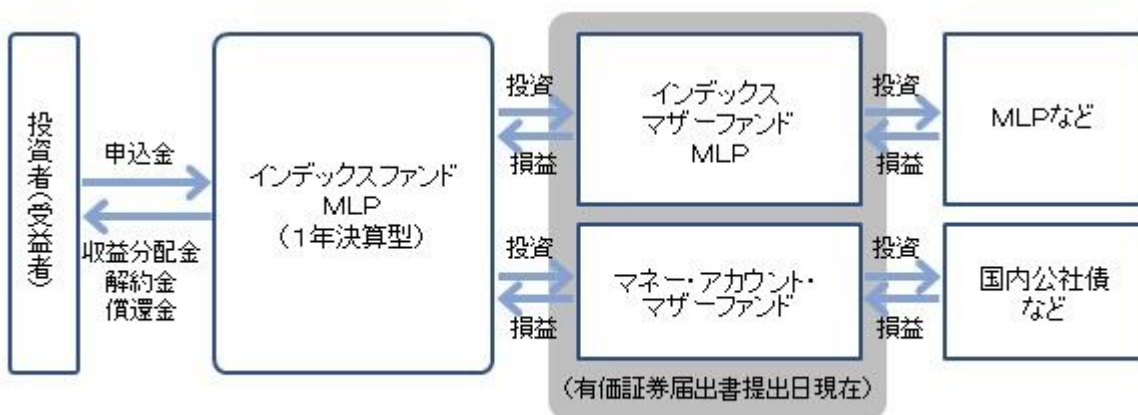 投資者(受益者)
申込金
収益分配金
解約金
償還金
インデックスファンド
MLP
(1年決算型)
投資
損益
インデックス
マザーファンド
MLP
投資
損益
MLPなど
投資
損益
マネー・アカウント・
マザーファンド
投資
損益
国内公社債
など
(有価証券届出書提出日現在)